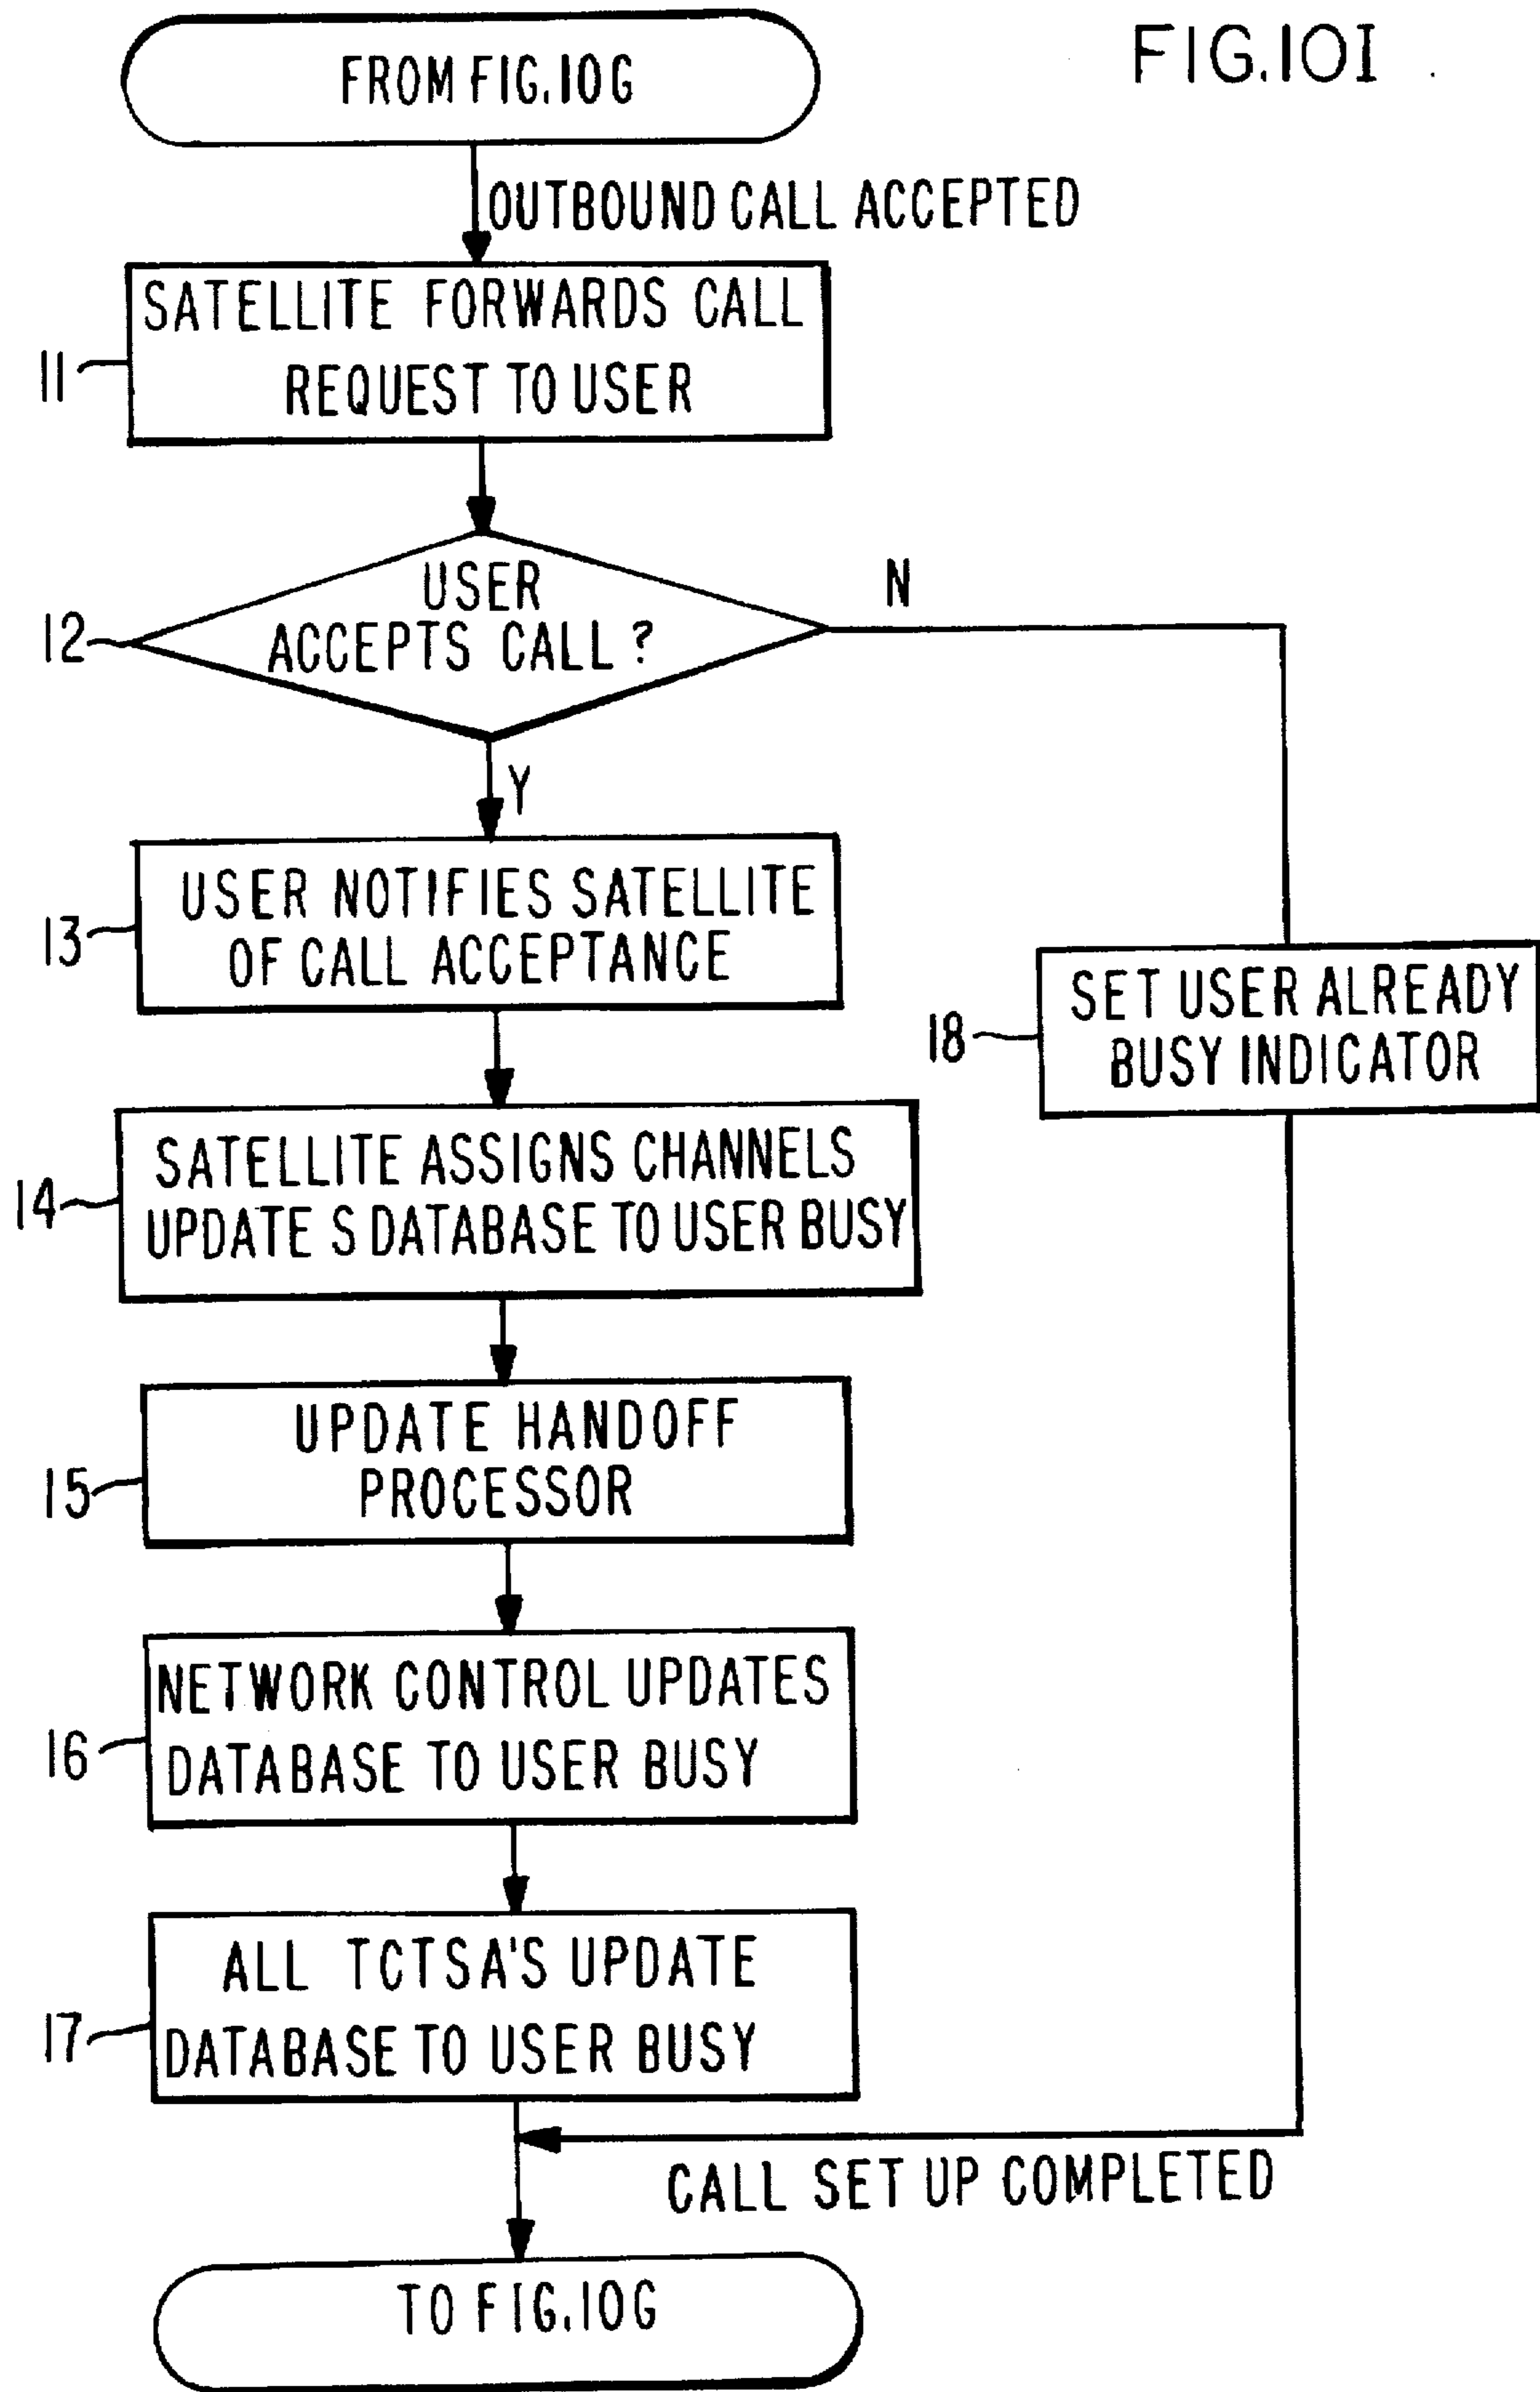 FIG.10I
FROM FIG.10G
OUTBOUND CALL ACCEPTED
SATELLITE FORWARDS CALL
REQUEST TO USER
11
USER
ACCEPTS CALL ?
12
N
Y
USER NOTIFIES SATELLITE
OF CALL ACCEPTANCE
13
SET USER ALREADY
BUSY INDICATOR
18
SATELLITE ASSIGNS CHANNELS
UPDATE S DATABASE TO USER BUSY
14
UPDATE HANDOFF
PROCESSOR
15
NETWORK CONTROL UPDATES
DATABASE TO USER BUSY
16
ALL TCTSA'S UPDATE
DATABASE TO USER BUSY
17
CALL SET UP COMPLETED
TO FIG.10G